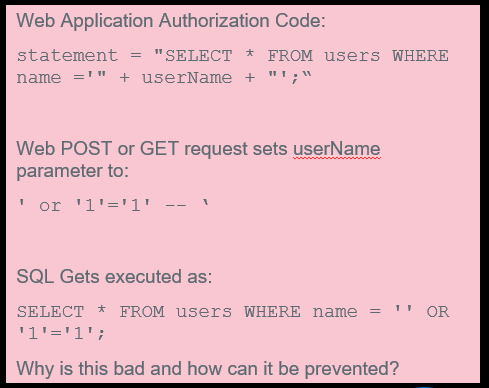 Web Application Authorization Code:
statement = "SELECT * FROM users WHERE
name ='" + userName + "';“
Web POST or GET request sets userName
parameter to:
' or '1'='1' -- ‘
SQL Gets executed as:
SELECT * FROM users WHERE name = '' OR
'1'='1';
Why is this bad and how can it be prevented?